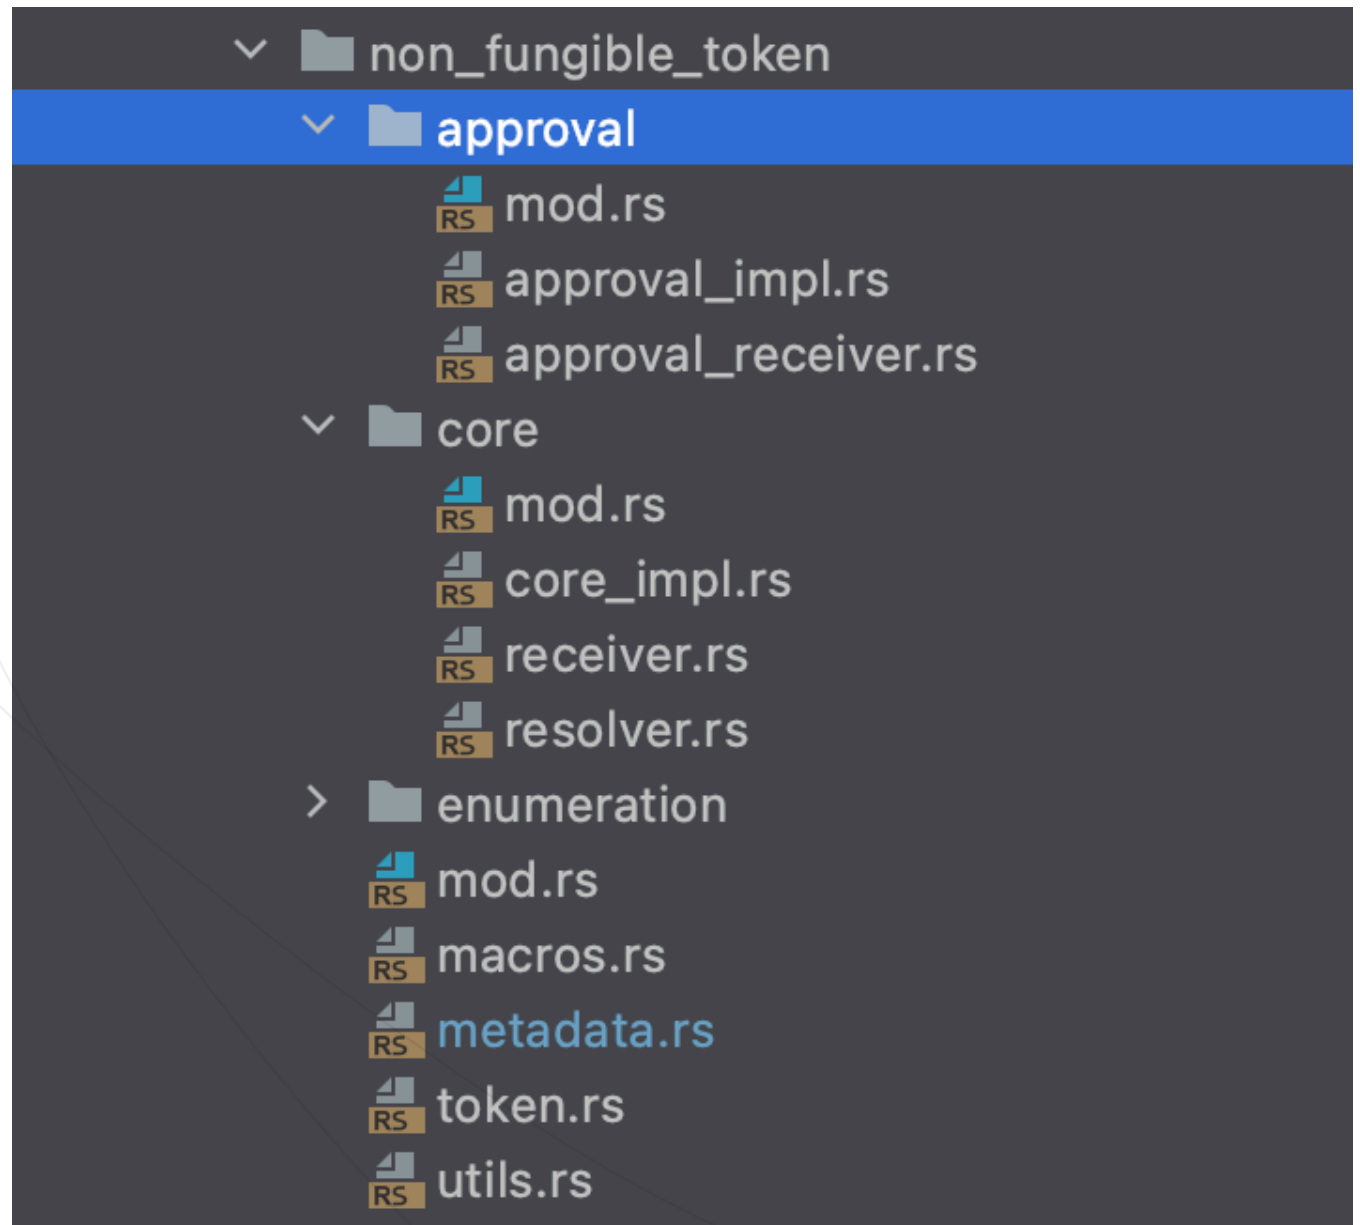 non_fungible_token
approval
RS mod.rs
RS approval_impl.rs
RS approval_receiver.rs
core
RS mod.rs
RS core_impl.rs
RS receiver.rs
RS resolver.rs
enumeration
RS mod.rs
RS macros.rs
RS metadata.rs
RS token.rs
RS utils.rs